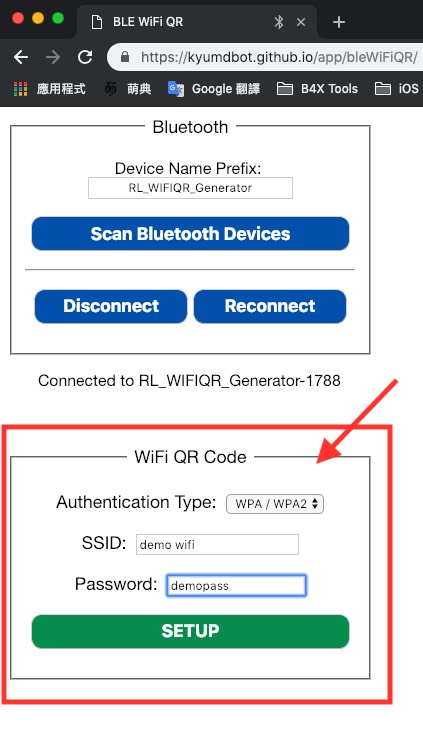 BLE WiFi QR
https://kyumdbot.github.io/app/bleWiFiQR/
應用程式 萌 萌典 Google 翻譯 B4X Tools iOS
Bluetooth
Device Name Prefix:
RL_WIFIQR_Generator
Scan Bluetooth Devices
Disconnect Reconnect
Connected to RL_WIFIQR_Generator-1788
WiFi QR Code
Authentication Type: WPA / WPA2
SSID: demo wifi
Password: demopass
SETUP